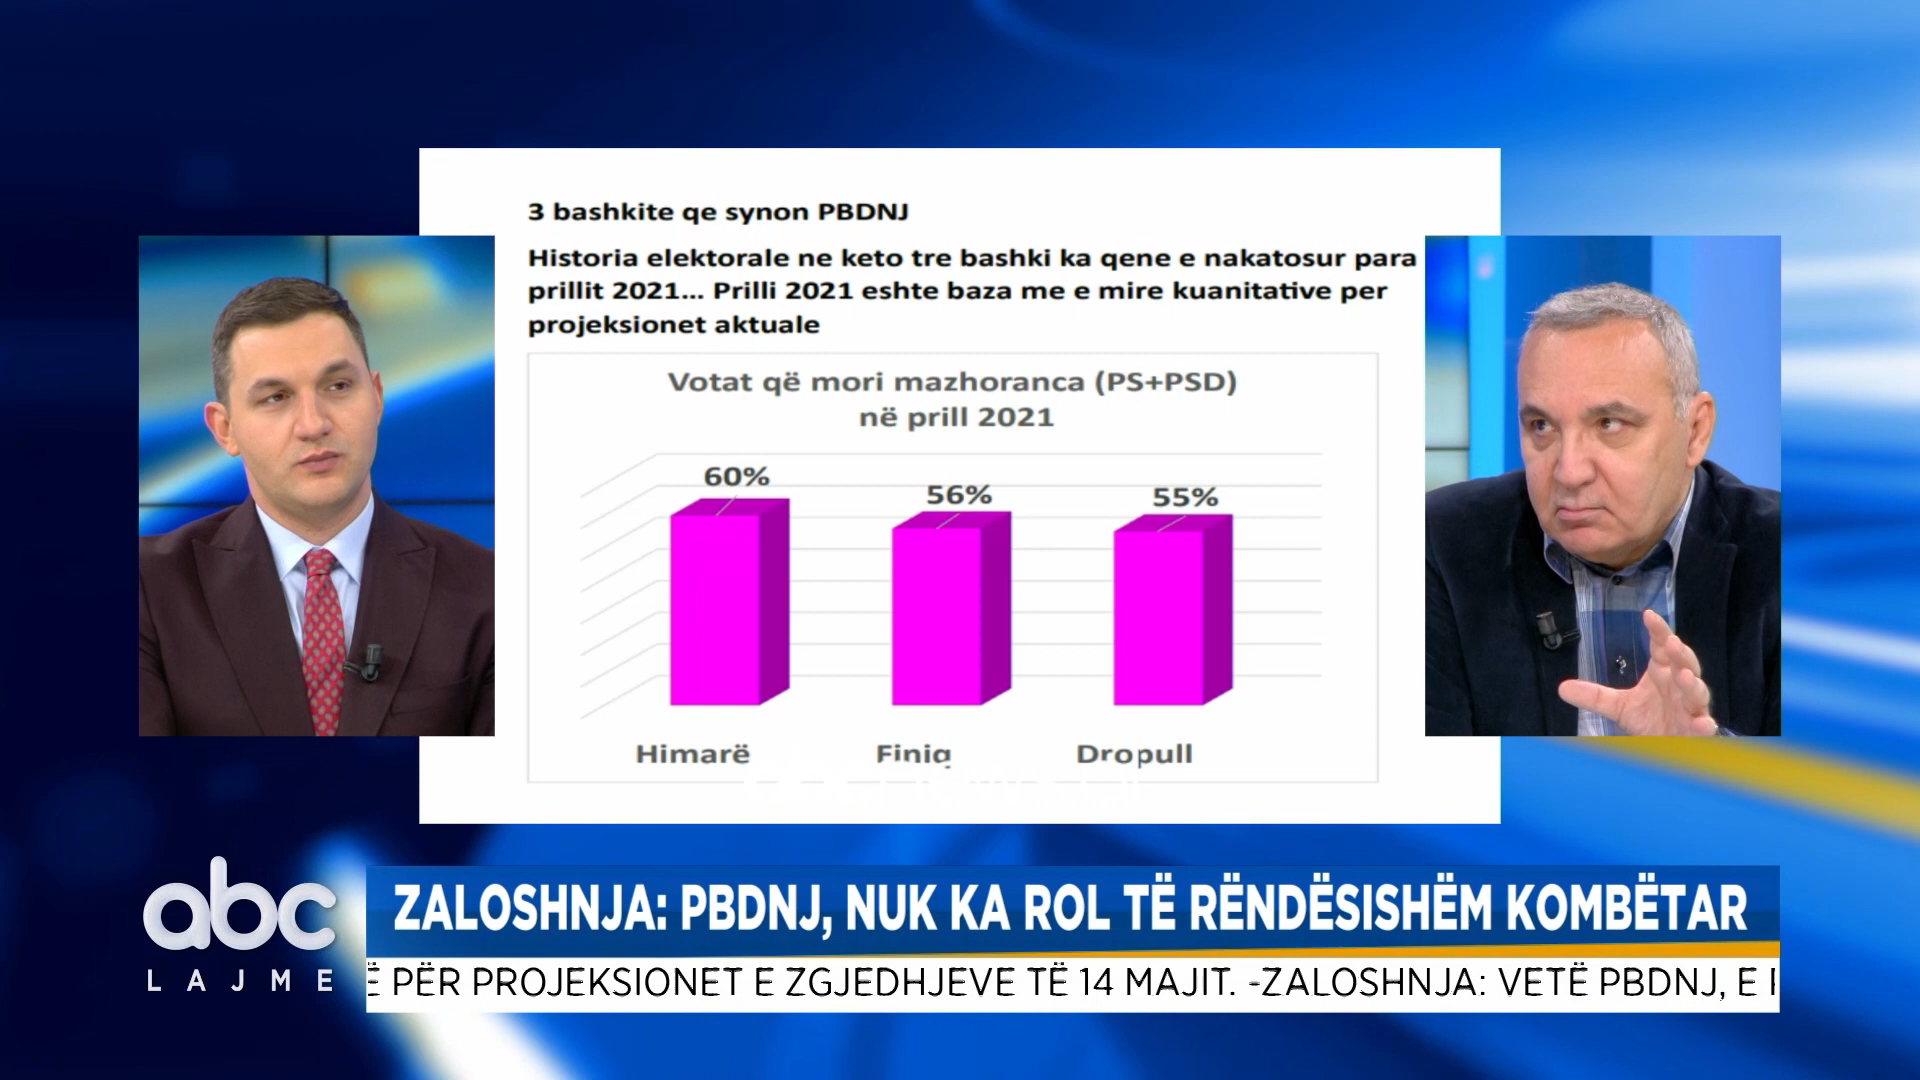 3 bashkite qe synon PBDNJ
Historia elektorale ne keto tre bashki ka qene e nakatosur para
prillit 2021... Prilli 2021 eshte baza me e mire kuanitative per
projeksionet aktuale
Votat që mori mazhoranca (PS+PSD)
në prill 2021
60%
56%
55%
Himarë
Finiq
Dropull
abc
LAJME
ZALOSHNJA: PBDNJ, NUK KA ROL TË RËNDËSISHËM KOMBËTAR
PËR PROJEKSIONET E ZGJEDHJEVE TË 14 MAJIT. -ZALOSHNJA: VETË PBDNJ, E